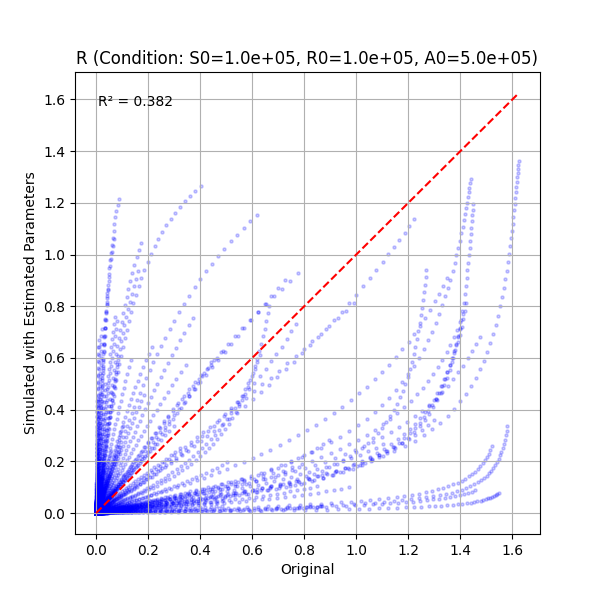 R (Condition: S0=1.0e+05, R0=1.0e+05, A0=5.0e+05)
R² = 0.382
1.6
1.4
1.2
1.0
0.8
0.6
0.4
0.2
0.0
Simulated with Estimated Parameters
0.0 0.2 0.4 0.6 0.8 1.0 1.2 1.4 1.6
Original